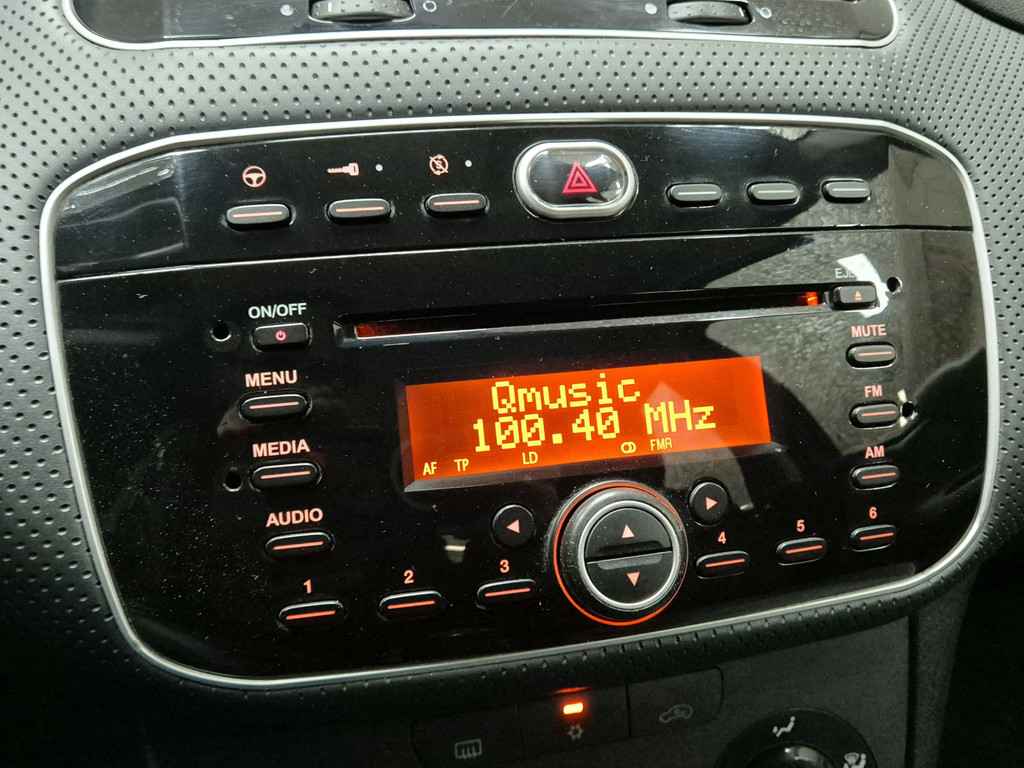 ON/OFF
EJECT
MENU
MUTE
Qmusic
100.40 MHz
FM
MEDIA
AF TP LD FMA
AM
AUDIO
1 2 3 4 5 6